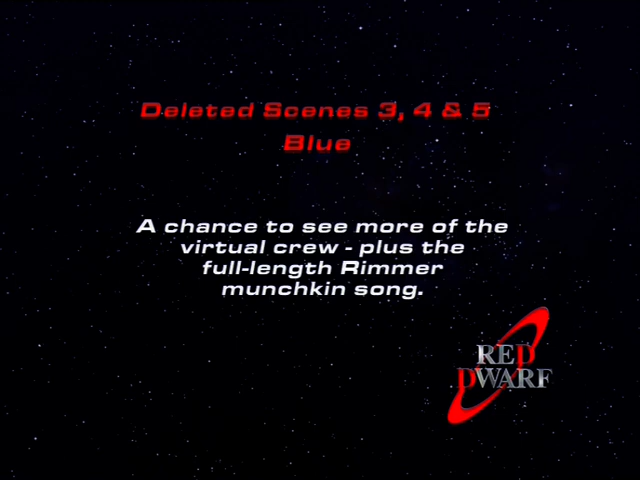 Deleted Scenes 3, 4 & 5
Blue
A chance to see more of the
virtual crew - plus the
full-length Rimmer
munchkin song.
RED
DWARF